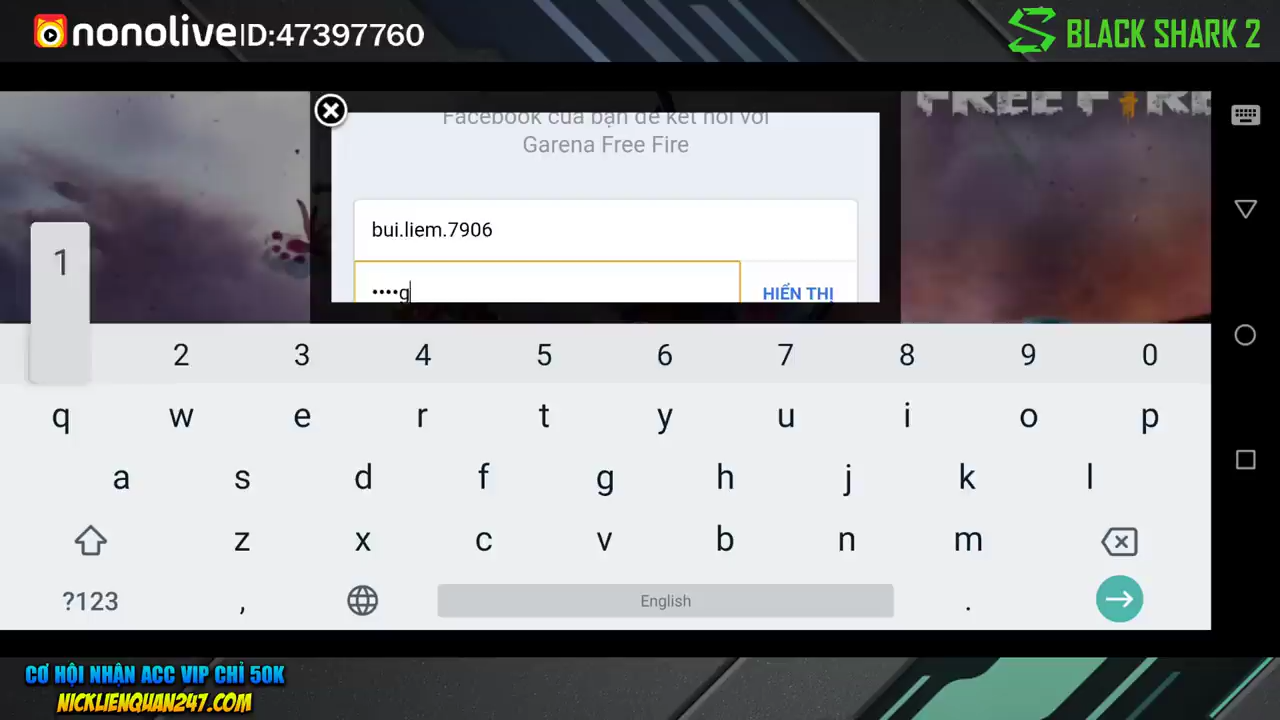 nonolive|ID:47397760
BLACK SHARK 2
FREE FIRE
Facebook của bạn để kết nối với
Garena Free Fire
bui.liem.7906
••••g
HIỂN THỊ
1
2 3 4 5 6 7 8 9 0
q w e r t y u i o p
a s d f g h j k l
z x c v b n m
?123 , English .
CƠ HỘI NHẬN ACC VIP CHỈ 50K
NICKLIENQUAN247.COM